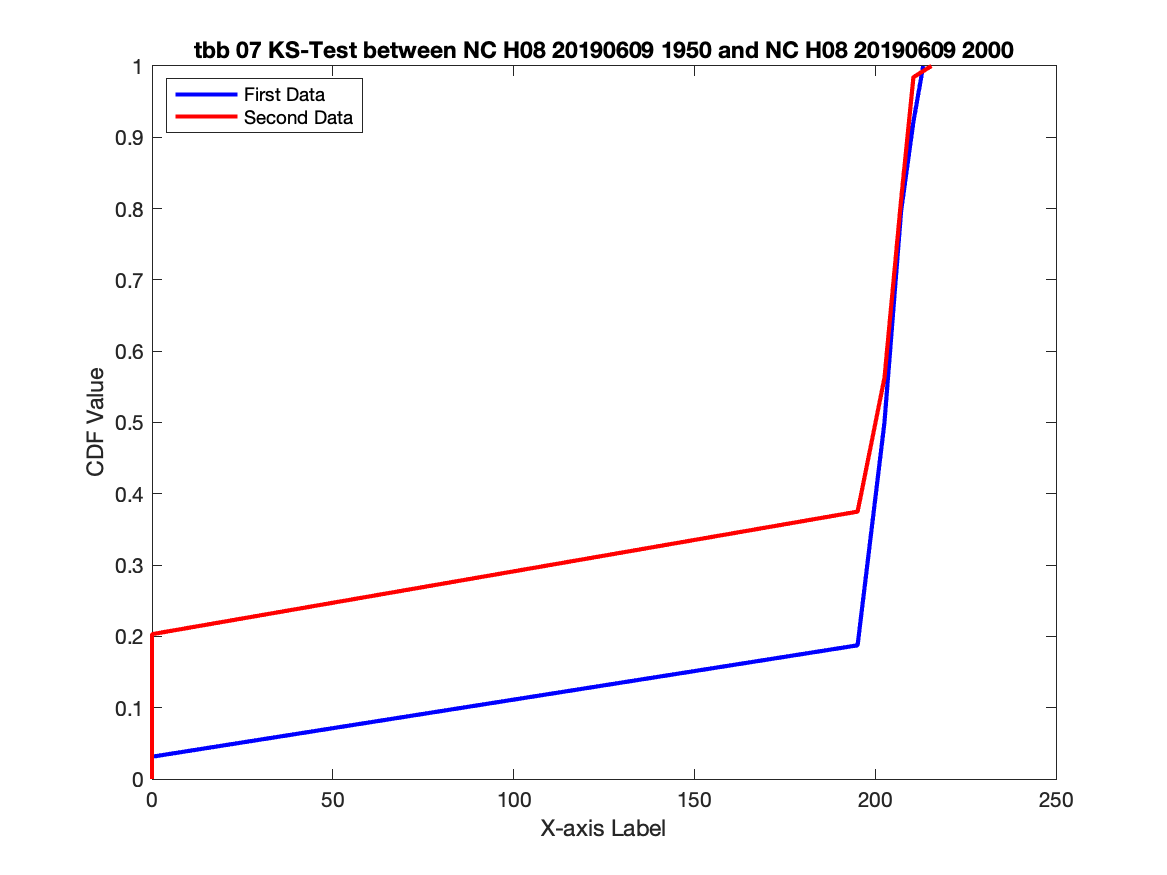 tbb 07 KS-Test between NC H08 20190609 1950 and NC H08 20190609 2000
First Data
Second Data
1
0.9
0.8
0.7
0.6
0.5
0.4
0.3
0.2
0.1
0
CDF Value
0 50 100 150 200 250
X-axis Label